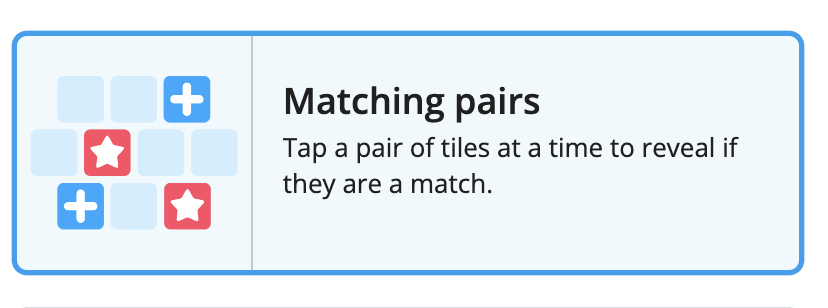 Matching pairs
Tap a pair of tiles at a time to reveal if
they are a match.